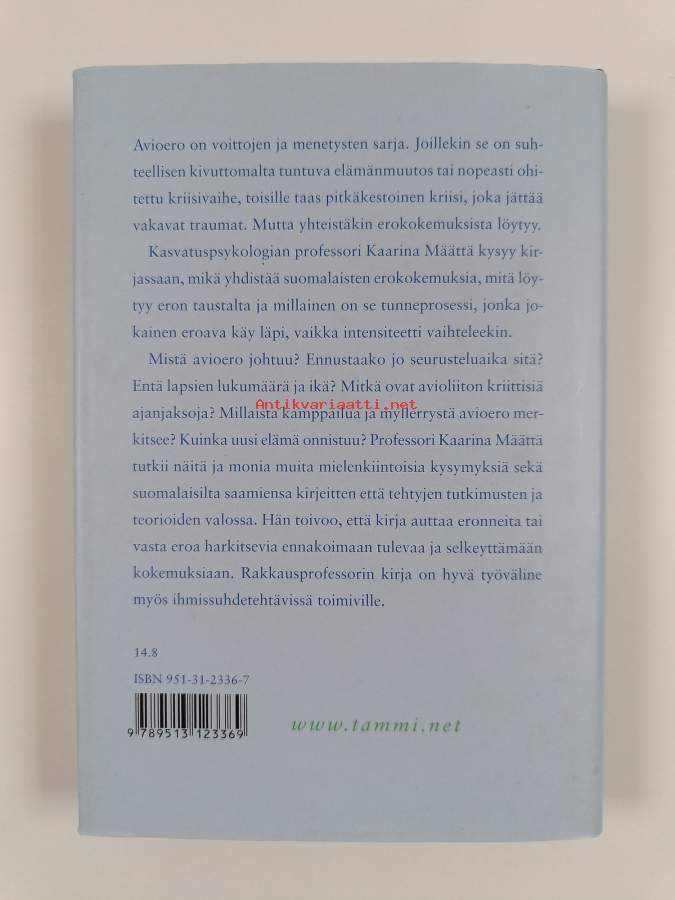 Avioero on voittojen ja menetysten sarja. Joillekin se on suh-
teellisen kivuttomalta tuntuva elämänmuutos tai nopeasti ohi-
tettu kriisivaihe, toisille taas pitkäkestoinen kriisi, joka jättää
vakavat traumat. Mutta yhteistäkin erokokemuksista löytyy.
Kasvatuspsykologian professori Kaarina Määttä kysyy kir-
jassaan, mikä yhdistää suomalaisten erokokemuksia, mitä löy-
tyy eron taustalta ja millainen on se tunneprosessi, jonka jo-
kainen eroava käy läpi, vaikka intensiteetti vaihteleekin.
Mistä avioero johtuu? Ennustaako jo seurusteluaika sitä?
Entä lapsien lukumäärä ja ikä? Mitkä ovat avioliiton kriittisiä
Antikvariaatti.net
ajanjaksoja? Millaista kamppailua ja myllerrystä avioero mer-
kitsee? Kuinka uusi elämä onnistuu? Professori Kaarina Määttä
tutkii näitä ja monia muita mielenkiintoisia kysymyksiä sekä
suomalaisilta saamiensa kirjeitten että tehtyjen tutkimusten ja
teorioiden valossa. Hän toivoo, että kirja auttaa eronneita tai
vasta eroa harkitsevia ennakoimaan tulevaa ja selkeyttämään
kokemuksiaan. Rakkausprofessorin kirja on hyvä työväline
myös ihmissuhdetehtävissä toimiville.
14.8
ISBN 951-31-2336-7
9 789513 123369
www.tammi.net